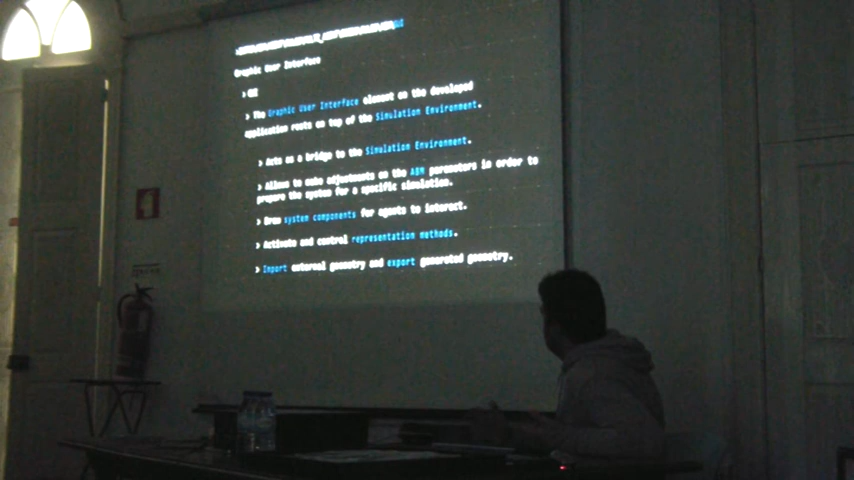 Graphic User Interface
> GUI
> The Graphic User Interface element on the developed
application roots on top of the Simulation Environment.
> Acts as a bridge to the Simulation Environment.
> Allows to make adjustments on the ABM parameters in order to
prepare the system for a specific simulation.
> Draw system components for agents to interact.
> Activate and control representation methods.
> Import external geometry and export generated geometry.